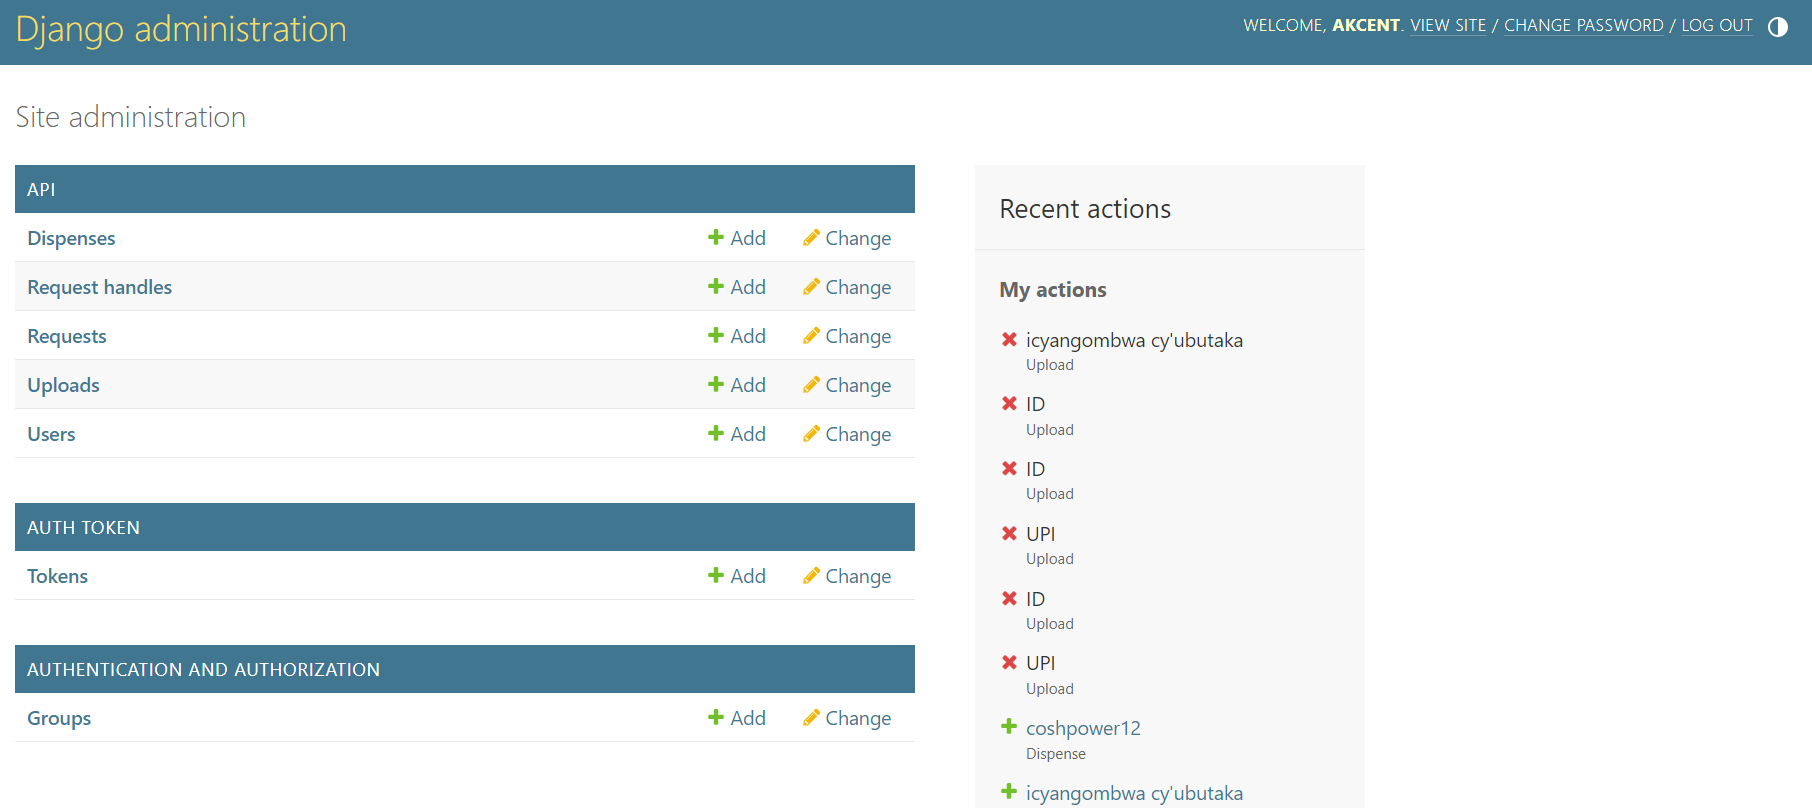 Django administration
WELCOME, AKCENT. VIEW SITE / CHANGE PASSWORD / LOG OUT
Site administration
API
Dispenses Add Change
Request handles Add Change
Requests Add Change
Uploads Add Change
Users Add Change
AUTH TOKEN
Tokens Add Change
AUTHENTICATION AND AUTHORIZATION
Groups Add Change
Recent actions
My actions
icyangombwa cy'ubutaka
Upload
ID
Upload
ID
Upload
UPI
Upload
ID
Upload
UPI
Upload
coshpower12
Dispense
icyangombwa cy'ubutaka